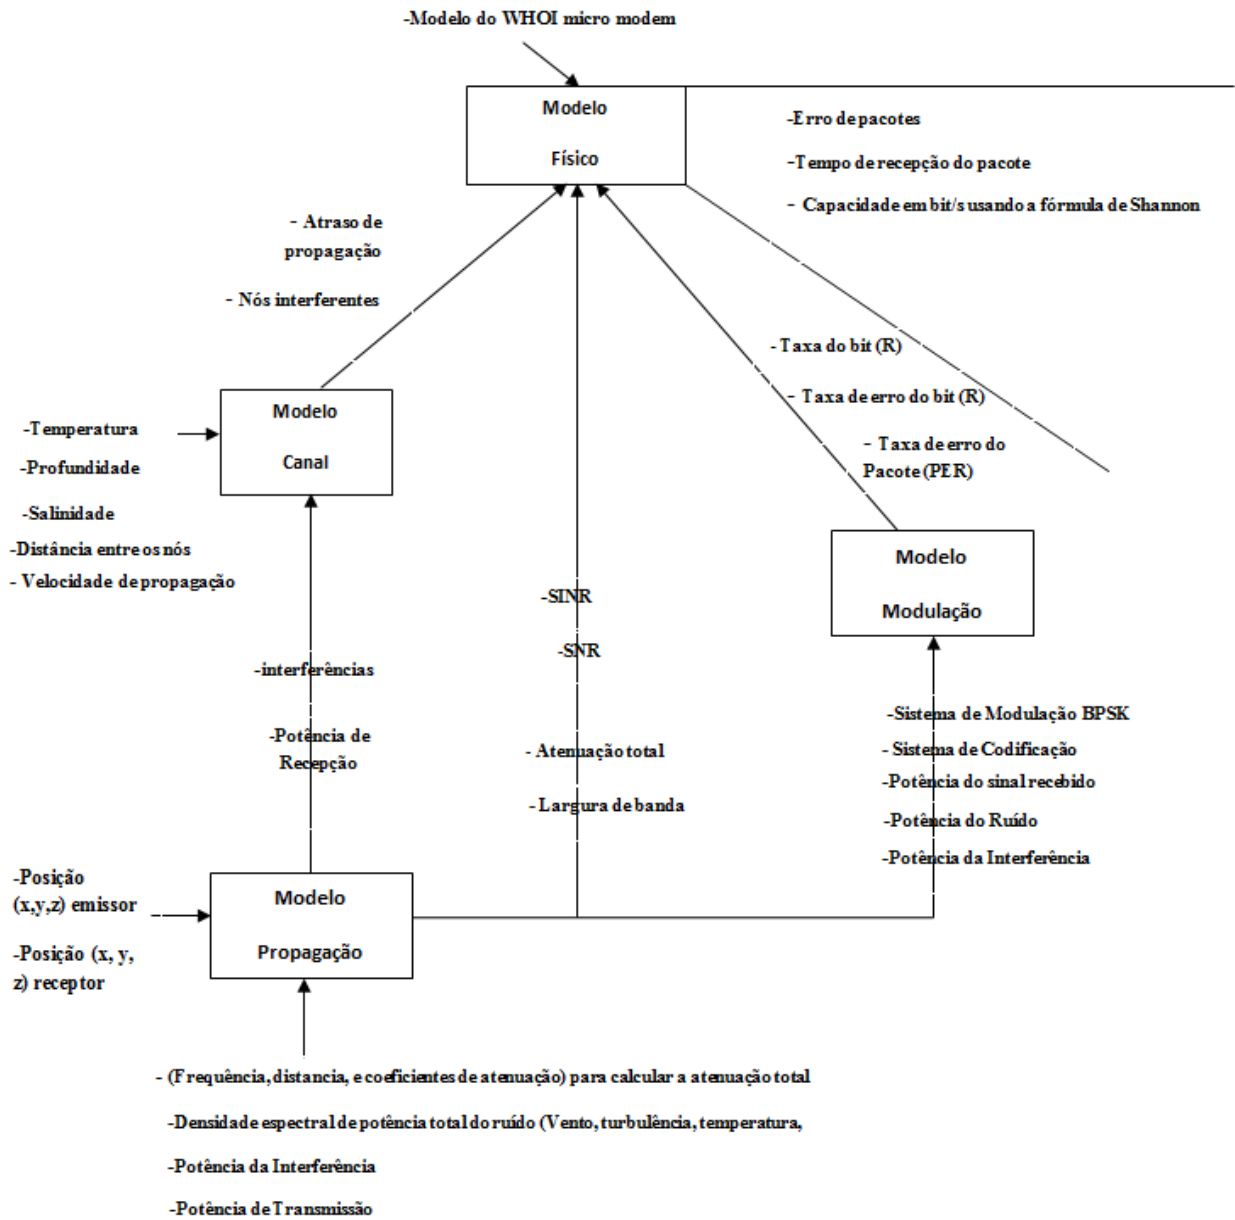 -Modelo do WHOI micro modem
Modelo
Físico
-Erro de pacotes
-Tempo de recepção do pacote
- Capacidade em bit/s usando a fórmula de Shannon
- Atraso de
propagação
- Nós interferentes
- Taxa do bit (R)
- Taxa de erro do bit (R)
- Taxa de erro do
Pacote (PER)
Modelo
Canal
-Temperatura
-Profundidade
-Salinidade
-Distância entre os nós
- Velocidade de propagação
Modelo
Modulação
-SINR
-SNR
-interferências
-Potência de
Recepção
- Atenuação total
- Largura de banda
-Sistema de Modulação BPSK
- Sistema de Codificação
-Potência do sinal recebido
-Potência do Ruído
-Potência da Interferência
-Posição
(x,y,z) emissor
-Posição (x, y,
z) receptor
Modelo
Propagação
- (Frequência, distancia, e coeficientes de atenuação) para calcular a atenuação total
-Densidade espectral de potência total do ruído (Vento, turbulência, temperatura,
-Potência da Interferência
-Potência de Transmissão